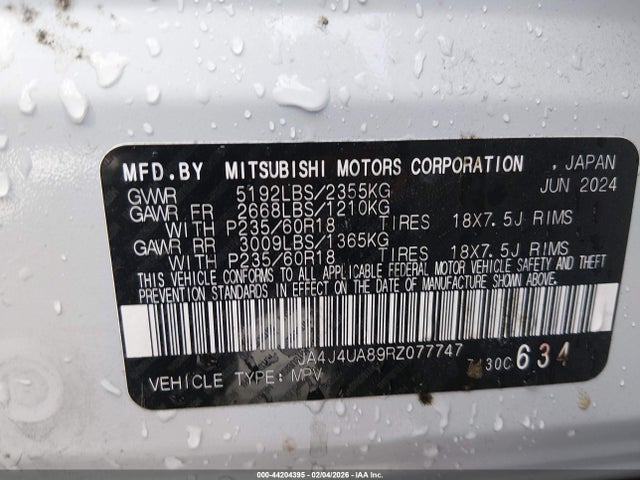 MFD.BY MITSUBISHI MOTORS CORPORATION , JAPAN
GVWR 5192LBS/2355KG JUN 2024
GAWR FR 2668LBS/1210KG
WITH P235/60R18 TIRES 18X7.5J RIMS
GAWR RR 3009LBS/1365KG
WITH P235/60R18 TIRES 18X7.5J RIMS
THIS VEHICLE CONFORMS TO ALL APPLICABLE FEDERAL MOTOR VEHICLE SAFETY AND THEFT
PREVENTION STANDARDS IN EFFECT ON THE DATE OF MANUFACTURE SHOWN ABOVE.
JA4J4UA89RZ077747
634
VEHICLE TYPE: MPV
000-44204395 - 02/04/2026 - IAAI.COM